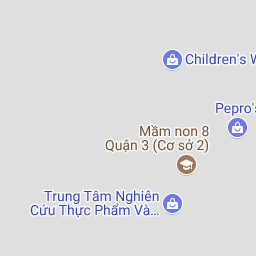 Children's
Pepro's
Mầm non 8
Quận 3 (Cơ sở 2)
Trung Tâm Nghiên
Cứu Thực Phẩm Và…